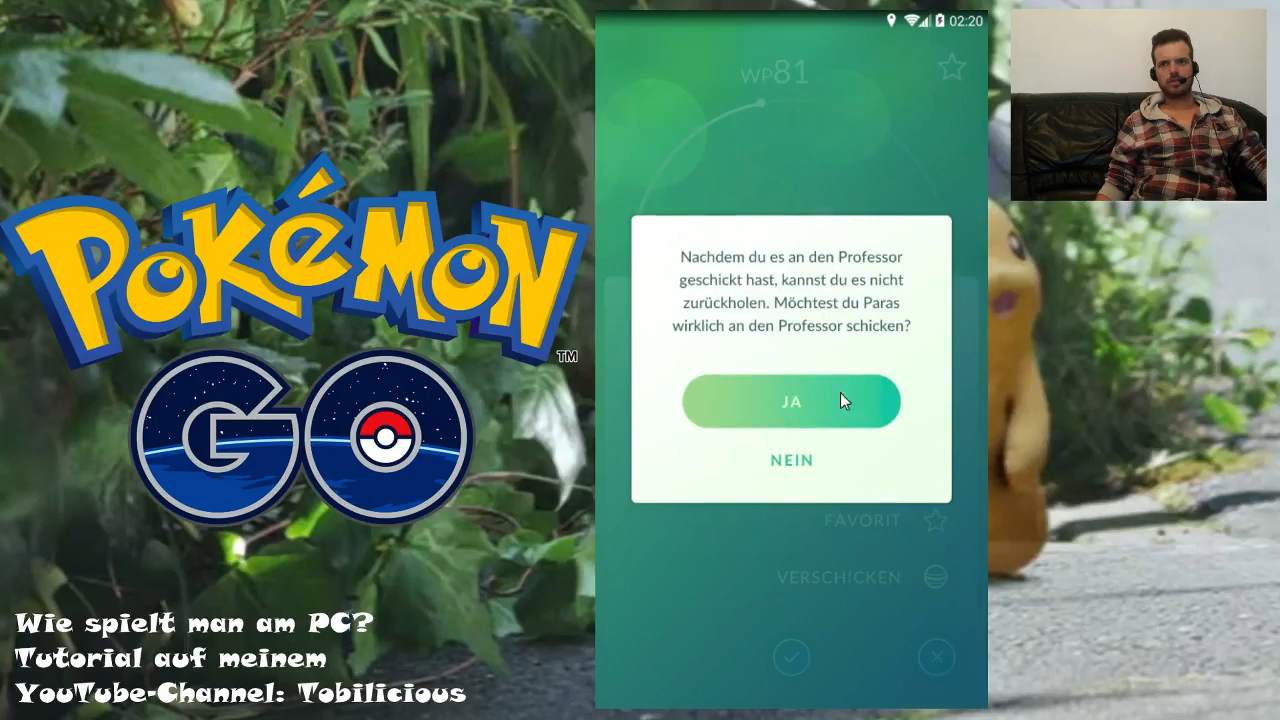 02:20
WP81
POKéMON
TM
GO
Nachdem du es an den Professor
geschickt hast, kannst du es nicht
zurückholen. Möchtest du Paras
wirklich an den Professor schicken?
JA
NEIN
FAVORIT
VERSCHICKEN
Wie spielt man am PC?
Tutorial auf meinem
YouTube-Channel: Tobilicious